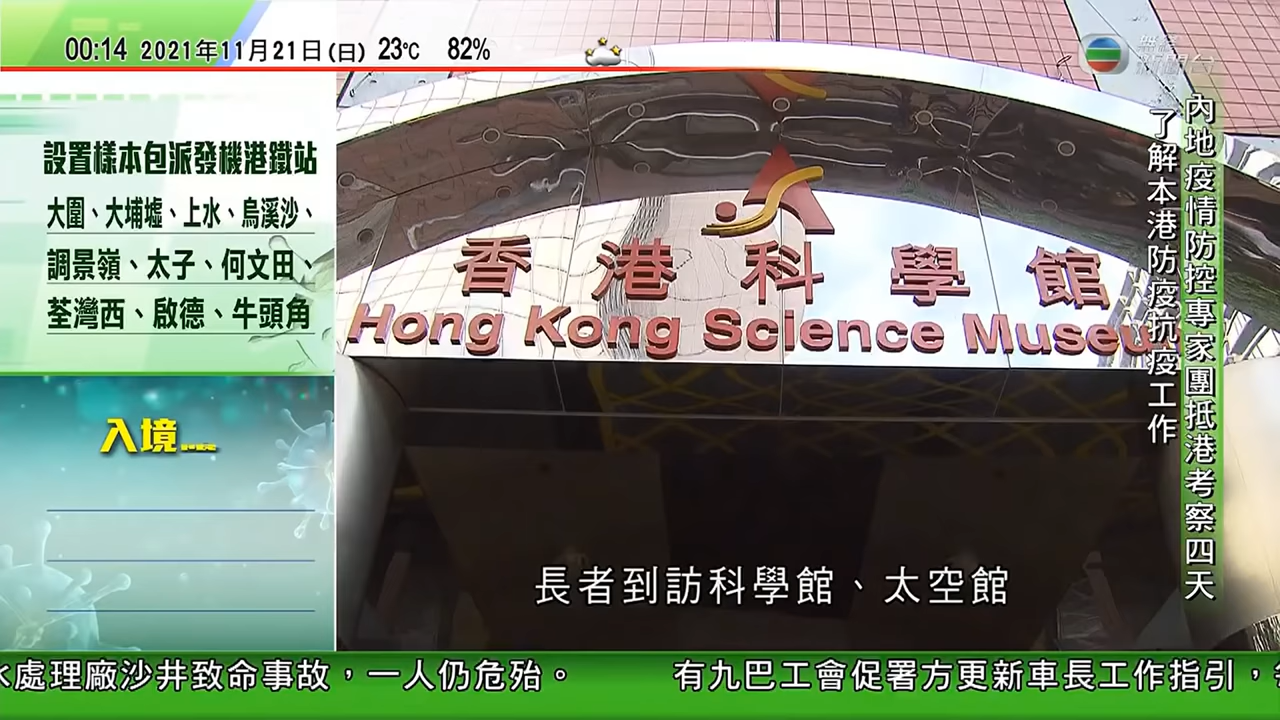 00:14 2021年11月21日(日) 23℃ 82%
無綫
新聞台
設置樣本包派發機港鐵站
大圍、大埔墟、上水、烏溪沙、
調景嶺、太子、何文田、
荃灣西、啟德、牛頭角
入境
香港科學館
Hong Kong Science Museu
內地疫情防控專家團抵港考察四天
了解本港防疫抗疫工作
長者到訪科學館、太空館
處理廠沙井致命事故，一人仍危殆。 有九巴工會促署方更新車長工作指引，